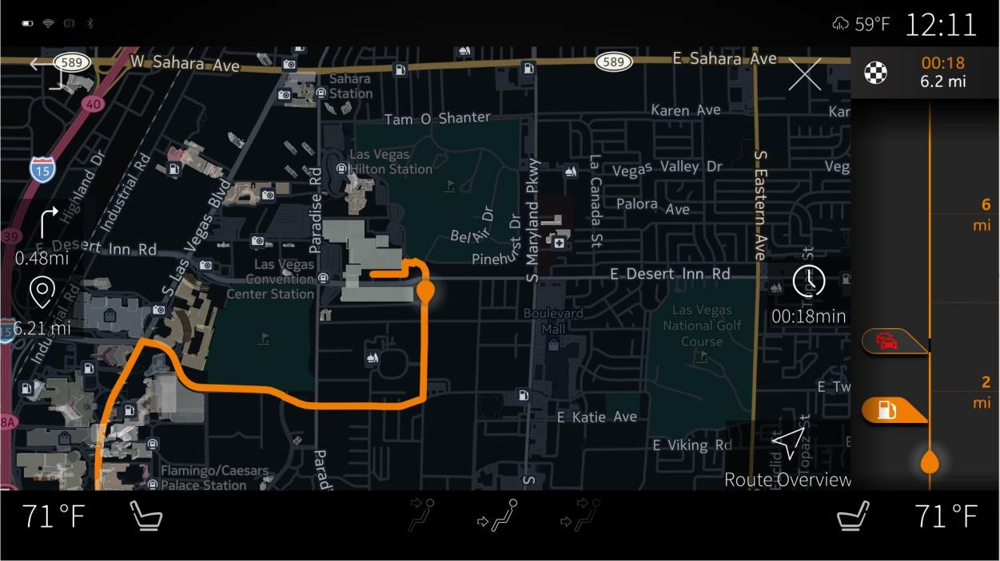 59°F 12:11
589
W Sahara Ave
589
E Sahara Ave
00:18
6.2 mi
40
Sahara
Station
Karen Ave
Kar
Tam O Shanter
15
Highland Dr
Industrial Rd
Las Vegas
Hilton Station
S Las Vegas Blvd
Paradise Rd
S Maryland Pkwy
La Canada St
Vegas Valley Dr
Veg
S Eastern Ave
Palora Ave
6
mi
39
Bel Air Dr
Pinehurst Dr
E Desert Inn Rd
0.48mi
Las Vegas
Convention
Center Station
E Desert Inn Rd
Topaz St
00:18min
Industrial Rd
15
6.21 mi
Boulevard
Mall
Las Vegas
National Golf
Course
2
mi
E Tw
8A
E Katie Ave
E Viking Rd
E
Euclid St
Topaz St
Flamingo/Caesars
Palace Station
Paradi
S
Route Overview
71°F
71°F